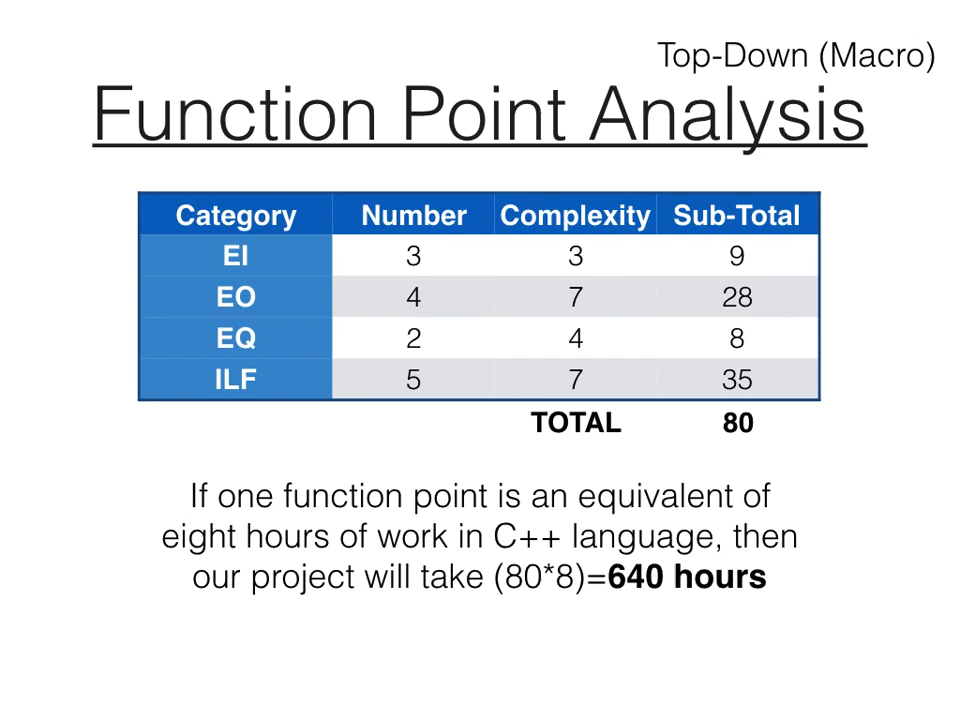 Top-Down (Macro)
Function Point Analysis
Category Number Complexity Sub-Total
EI 3 3 9
EO 4 7 28
EQ 2 4 8
ILF 5 7 35
TOTAL 80
If one function point is an equivalent of
eight hours of work in C++ language, then
our project will take (80*8)=640 hours